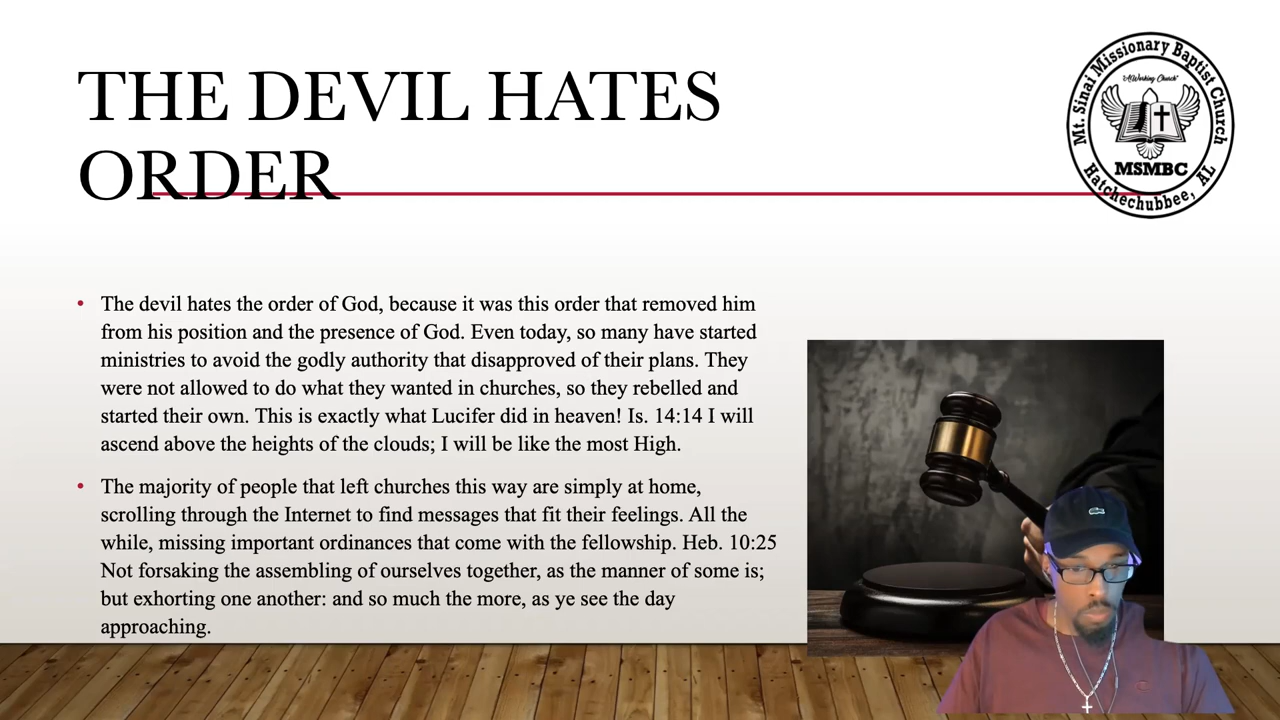 THE DEVIL HATES
ORDER
Mt. Sinai Missionary Baptist Church
"A Working Church"
MSMBC
Hatchechubbee, AL
• The devil hates the order of God, because it was this order that removed him
from his position and the presence of God. Even today, so many have started
ministries to avoid the godly authority that disapproved of their plans. They
were not allowed to do what they wanted in churches, so they rebelled and
started their own. This is exactly what Lucifer did in heaven! Is. 14:14 I will
ascend above the heights of the clouds; I will be like the most High.
• The majority of people that left churches this way are simply at home,
scrolling through the Internet to find messages that fit their feelings. All the
while, missing important ordinances that come with the fellowship. Heb. 10:25
Not forsaking the assembling of ourselves together, as the manner of some is;
but exhorting one another: and so much the more, as ye see the day
approaching.